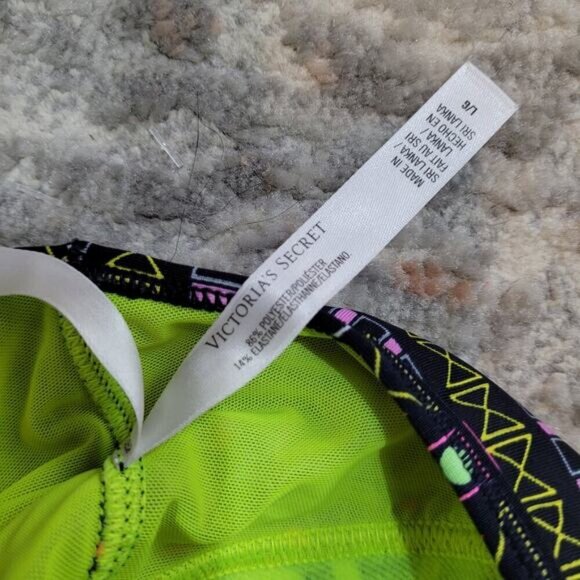 VICTORIA'S SECRET
86% POLYESTER/POLIÉSTER
14% ELASTANE/ELASTHANNE/ELASTANO
MADE IN
SRI LANKA/
FAIT AU SRI
LANKA/
HECHO EN
SRI LANKA
L/G